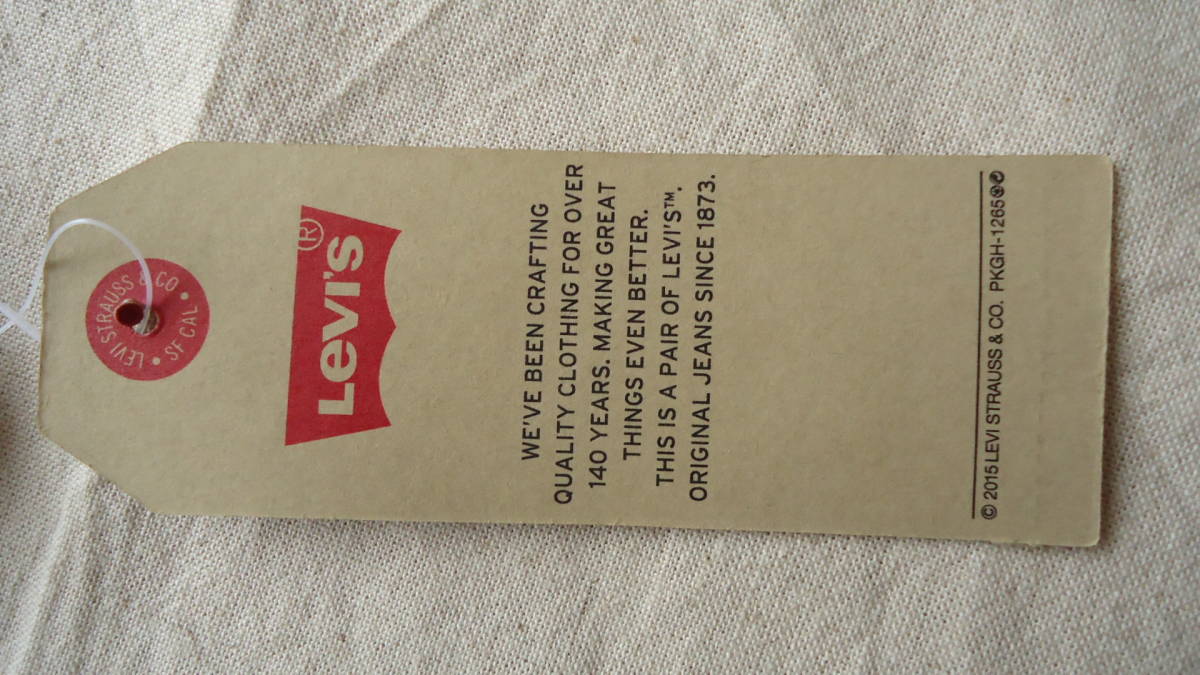 LEVI STRAUSS & CO • SF CAL •
Levi's®
WE'VE BEEN CRAFTING
QUALITY CLOTHING FOR OVER
140 YEARS. MAKING GREAT
THINGS EVEN BETTER.
THIS IS A PAIR OF LEVI'S™.
ORIGINAL JEANS SINCE 1873.
© 2015 LEVI STRAUSS & CO. PKGH-1265